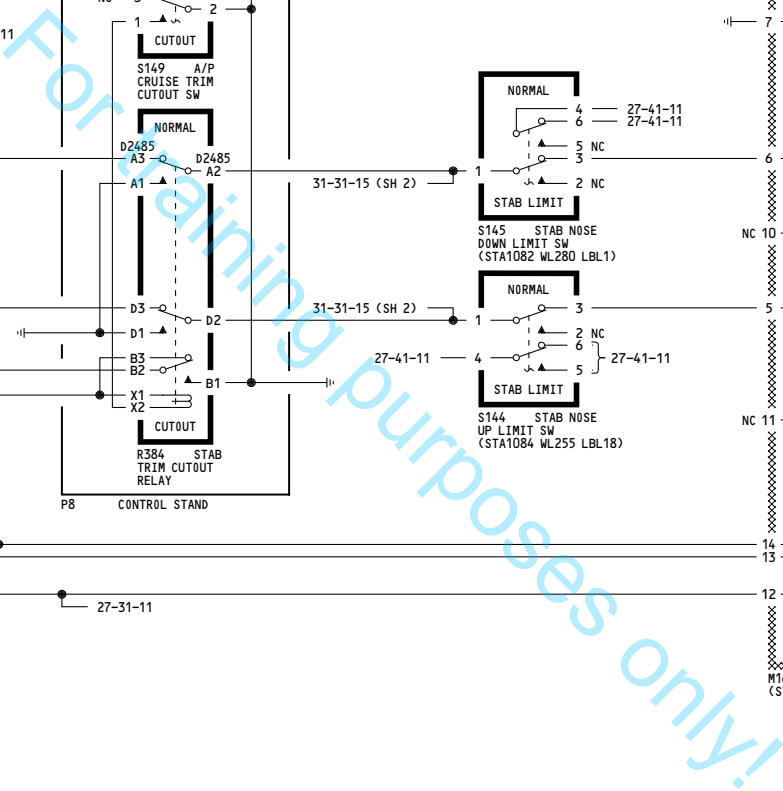 2
11
1
CUTOUT
7
S149 A/P
CRUISE TRIM
CUTOUT SW
NORMAL
NORMAL
4 27-41-11
6 27-41-11
D2485
5 NC
A3 D2485
3
6
A2
1
A1
31-31-15 (SH 2)
2 NC
STAB LIMIT
S145 STAB NOSE
DOWN LIMIT SW
(STA1082 WL280 LBL1)
NC 10
NORMAL
D3
31-31-15 (SH 2)
3
5
D2
1
D1
2 NC
6
B3
27-41-11
4
27-41-11
B2
5
B1
STAB LIMIT
X1
X2
CUTOUT
S144 STAB NOSE
UP LIMIT SW
(STA1084 WL255 LBL18)
NC 11
R384 STAB
TRIM CUTOUT
RELAY
P8 CONTROL STAND
14
13
12
27-31-11
For training purposes only!